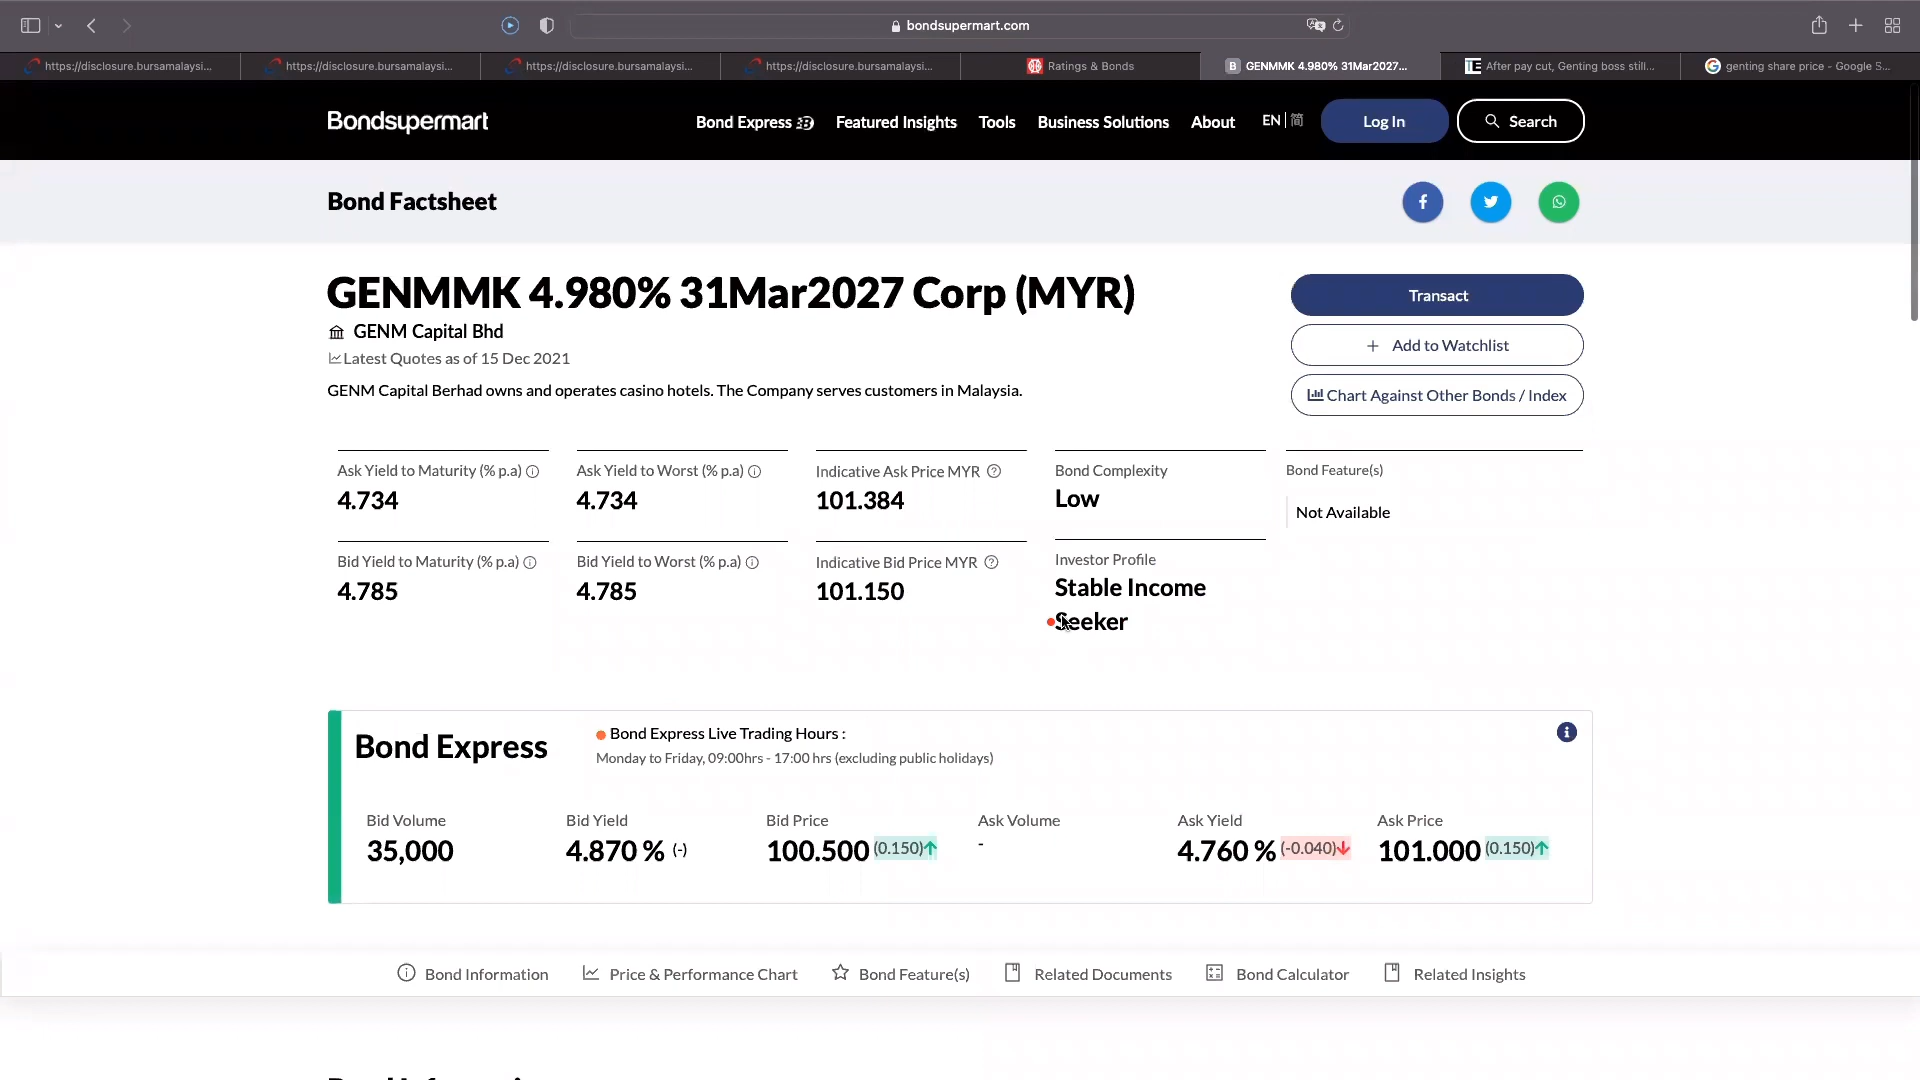 bondsupermart.com
https://disclosure.bursamalaysi...
https://disclosure.bursamalaysi...
https://disclosure.bursamalaysi...
https://disclosure.bursamalaysi...
Ratings & Bonds
B GENMMK 4.980% 31Mar2027...
After pay cut, Genting boss still...
genting share price - Google S...
Bondsupermart
Bond Express
Featured Insights
Tools
Business Solutions
About
EN | 简
Log In
Search
Bond Factsheet
GENMMK 4.980% 31Mar2027 Corp (MYR)
GENM Capital Bhd
Latest Quotes as of 15 Dec 2021
GENM Capital Berhad owns and operates casino hotels. The Company serves customers in Malaysia.
Transact
+ Add to Watchlist
Chart Against Other Bonds / Index
Ask Yield to Maturity (% p.a)
4.734
Ask Yield to Worst (% p.a)
4.734
Indicative Ask Price MYR
101.384
Bond Complexity
Low
Bond Feature(s)
Not Available
Bid Yield to Maturity (% p.a)
4.785
Bid Yield to Worst (% p.a)
4.785
Indicative Bid Price MYR
101.150
Investor Profile
Stable Income
Seeker
Bond Express
Bond Express Live Trading Hours :
Monday to Friday, 09:00hrs - 17:00 hrs (excluding public holidays)
Bid Volume
35,000
Bid Yield
4.870 % (-)
Bid Price
100.500 (0.150)↑
Ask Volume
-
Ask Yield
4.760 % (-0.040)↓
Ask Price
101.000 (0.150)↑
Bond Information
Price & Performance Chart
Bond Feature(s)
Related Documents
Bond Calculator
Related Insights